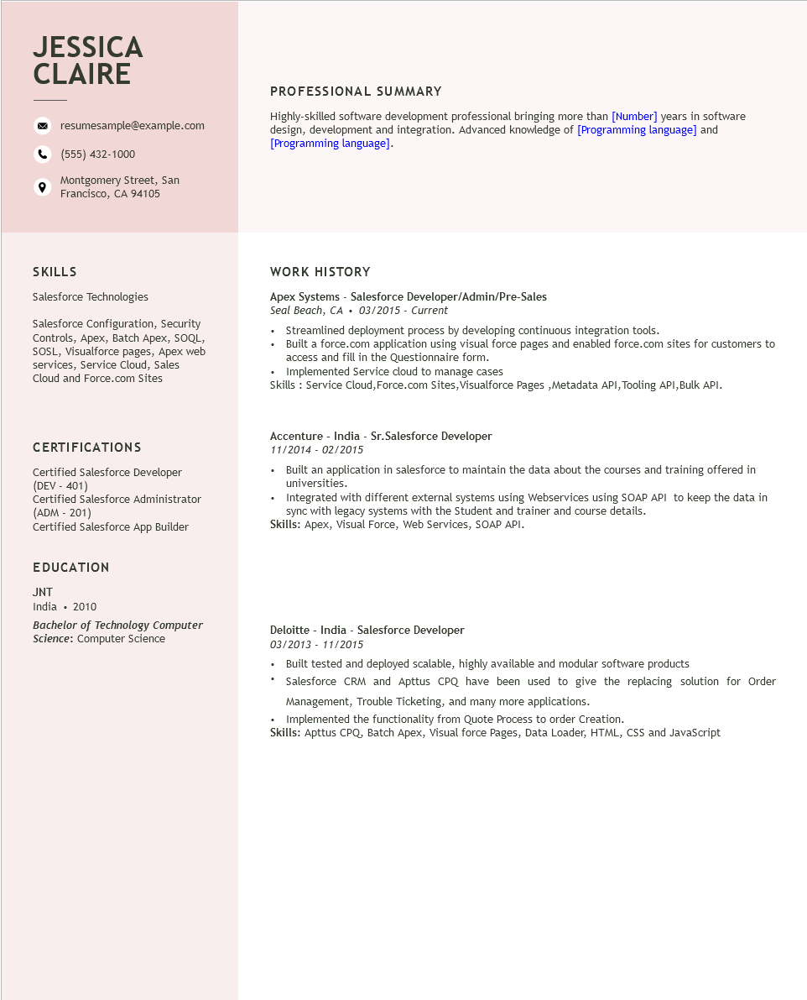 JESSICA
CLAIRE
resumesample@example.com
(555) 432-1000
Montgomery Street, San
Francisco, CA 94105
PROFESSIONAL SUMMARY
Highly-skilled software development professional bringing more than [Number] years in software
design, development and integration. Advanced knowledge of [Programming language] and
[Programming language].
SKILLS
Salesforce Technologies
Salesforce Configuration, Security
Controls, Apex, Batch Apex, SOQL,
SOSL, Visualforce pages, Apex web
services, Service Cloud, Sales
Cloud and Force.com Sites
CERTIFICATIONS
Certified Salesforce Developer
(DEV - 401)
Certified Salesforce Administrator
(ADM - 201)
Certified Salesforce App Builder
EDUCATION
JNT
India • 2010
Bachelor of Technology Computer
Science: Computer Science
WORK HISTORY
Apex Systems - Salesforce Developer/Admin/Pre-Sales
Seal Beach, CA • 03/2015 - Current
• Streamlined deployment process by developing continuous integration tools.
• Built a force.com application using visual force pages and enabled force.com sites for customers to
access and fill in the Questionnaire form.
• Implemented Service cloud to manage cases
Skills : Service Cloud,Force.com Sites,Visualforce Pages ,Metadata API,Tooling API,Bulk API.
Accenture – India - Sr.Salesforce Developer
11/2014 - 02/2015
• Built an application in salesforce to maintain the data about the courses and training offered in
universities.
• Integrated with different external systems using Webservices using SOAP API  to keep the data in
sync with legacy systems with the Student and trainer and course details.
Skills: Apex, Visual Force, Web Services, SOAP API.
Deloitte – India - Salesforce Developer
03/2013 - 11/2015
• Built tested and deployed scalable, highly available and modular software products
• Salesforce CRM and Apttus CPQ have been used to give the replacing solution for Order
Management, Trouble Ticketing, and many more applications.
• Implemented the functionality from Quote Process to order Creation.
Skills: Apttus CPQ, Batch Apex, Visual force Pages, Data Loader, HTML, CSS and JavaScript